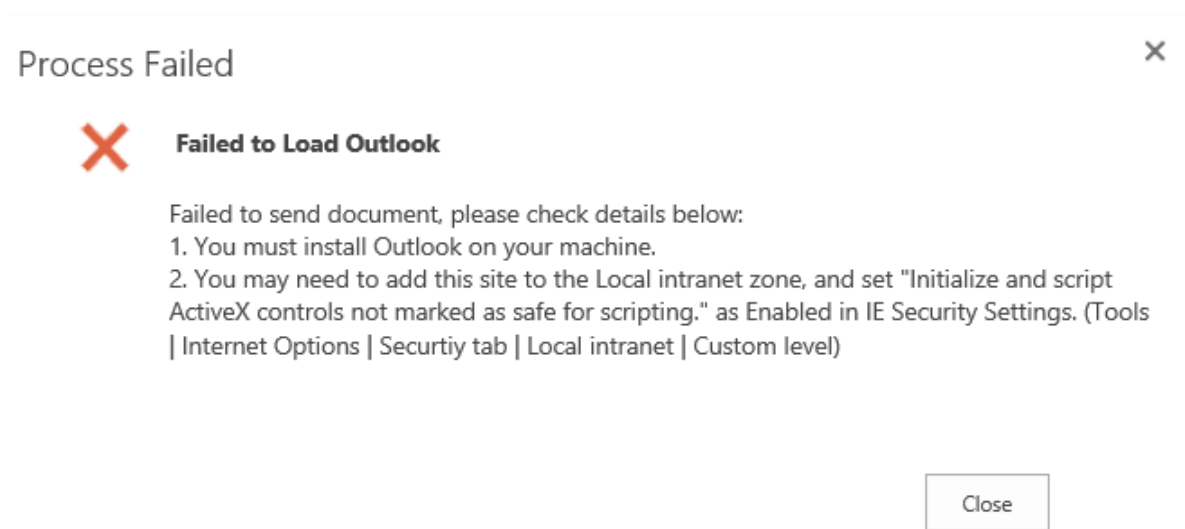 Process Failed
Failed to Load Outlook
Failed to send document, please check details below:
1. You must install Outlook on your machine.
2. You may need to add this site to the Local intranet zone, and set "Initialize and script
ActiveX controls not marked as safe for scripting." as Enabled in IE Security Settings. (Tools
| Internet Options | Securtiy tab | Local intranet | Custom level)
Close